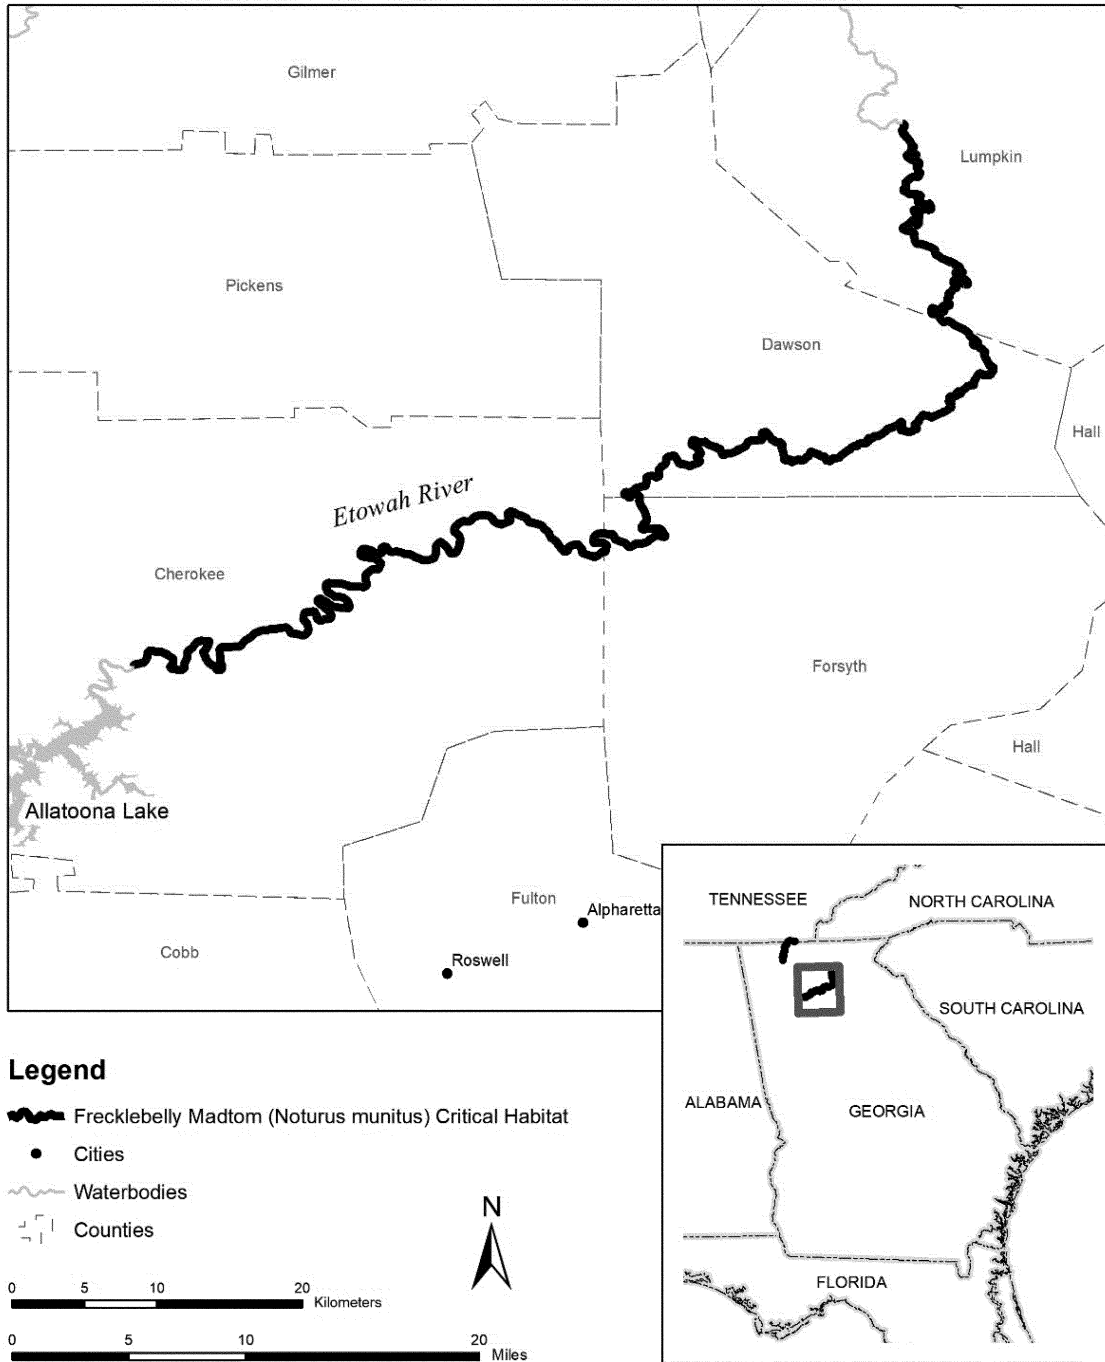 Gilmer
Lumpkin
Pickens
Dawson
Hall
Etowah River
Cherokee
Forsyth
Hall
Allatoona Lake
Fulton
Alpharetta
Cobb
Roswell
TENNESSEE
NORTH CAROLINA
SOUTH CAROLINA
ALABAMA
GEORGIA
FLORIDA
Legend
Frecklebelly Madtom (Noturus munitus) Critical Habitat
Cities
Waterbodies
Counties
N
0 5 10 20
Kilometers
0 5 10 20
Miles